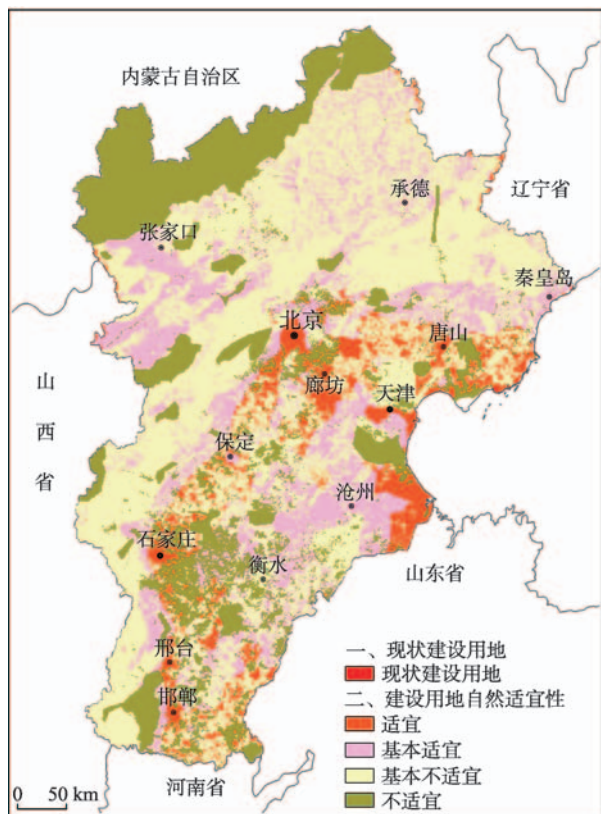 内蒙古自治区
承德
辽宁省
张家口
秦皇岛
北京
唐山
廊坊
天津
山西省
保定
沧州
石家庄
衡水
山东省
邢台
邯郸
河南省
一、现状建设用地
现状建设用地
二、建设用地自然适宜性
适宜
基本适宜
基本不适宜
不适宜
0 50 km